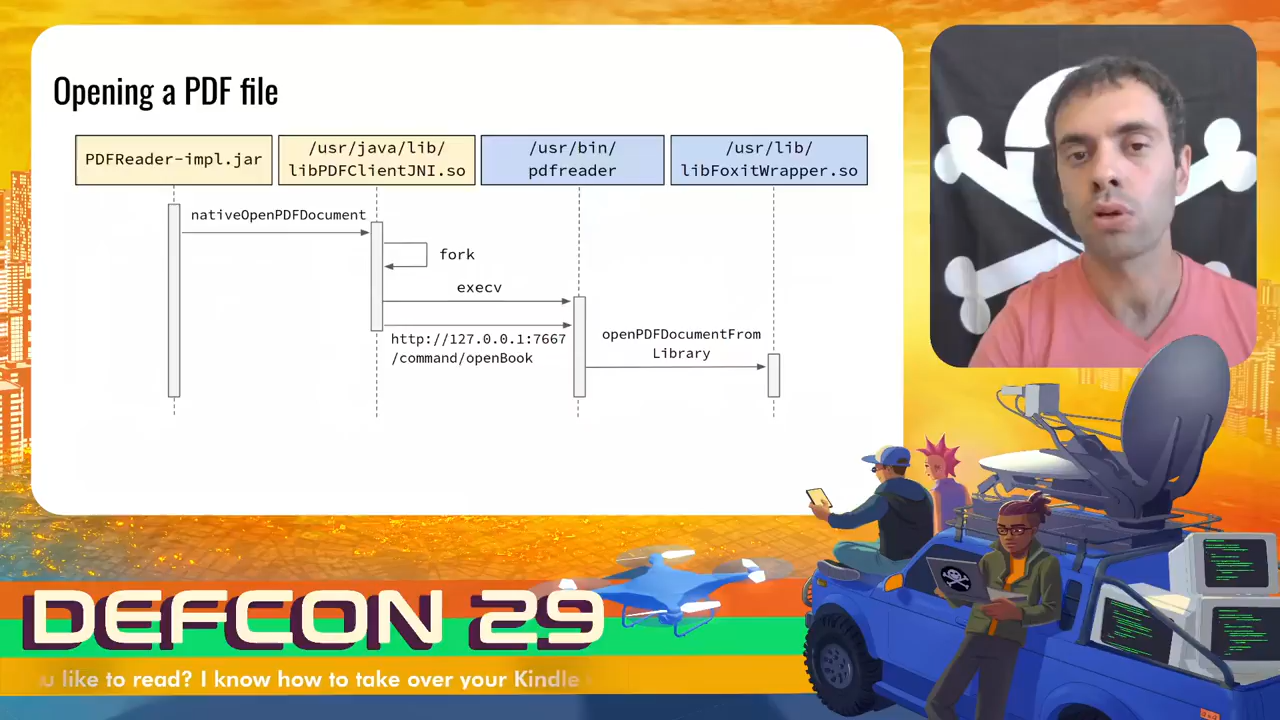 Opening a PDF file
PDFReader-impl.jar
/usr/java/lib/
libPDFClientJNI.so
/usr/bin/
pdfreader
/usr/lib/
libFoxitWrapper.so
nativeOpenPDFDocument
fork
execv
http://127.0.0.1:7667
/command/openBook
openPDFDocumentFrom
Library
DEFCON 29
like to read? I know how to take over your Kindle